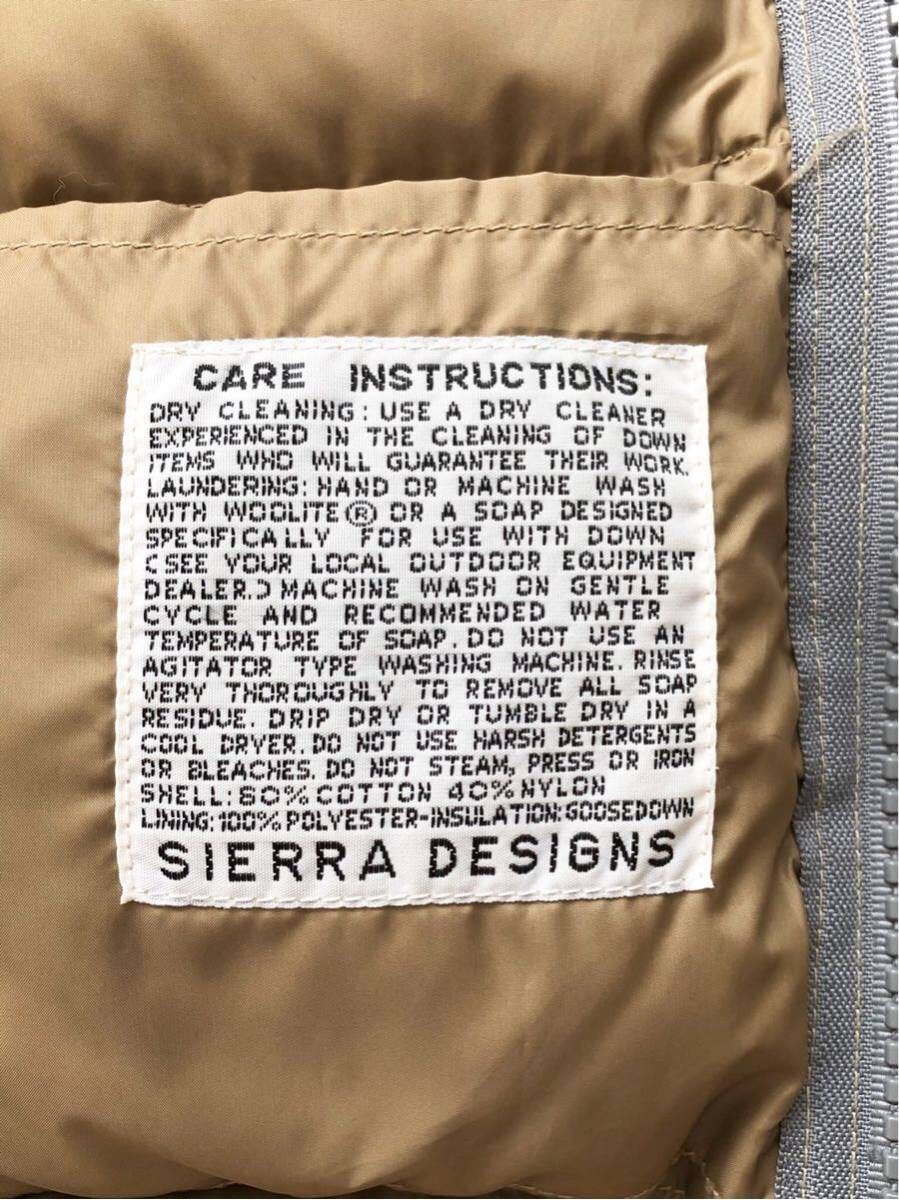 CARE INSTRUCTIONS:
DRY CLEANING: USE A DRY CLEANER
EXPERIENCED IN THE CLEANING OF DOWN
ITEMS WHO WILL GUARANTEE THEIR WORK.
LAUNDERING: HAND OR MACHINE WASH
WITH WOOLITE® OR A SOAP DESIGNED
SPECIFICALLY FOR USE WITH DOWN
(SEE YOUR LOCAL OUTDOOR EQUIPMENT
DEALER.) MACHINE WASH ON GENTLE
CYCLE AND RECOMMENDED WATER
TEMPERATURE OF SOAP. DO NOT USE AN
AGITATOR TYPE WASHING MACHINE. RINSE
VERY THOROUGHLY TO REMOVE ALL SOAP
RESIDUE. DRIP DRY OR TUMBLE DRY IN A
COOL DRYER. DO NOT USE HARSH DETERGENTS
OR BLEACHES. DO NOT STEAM, PRESS OR IRON
SHELL: 60% COTTON 40% NYLON
LINING: 100% POLYESTER-INSULATION: GOOSEDOWN
SIERRA DESIGNS